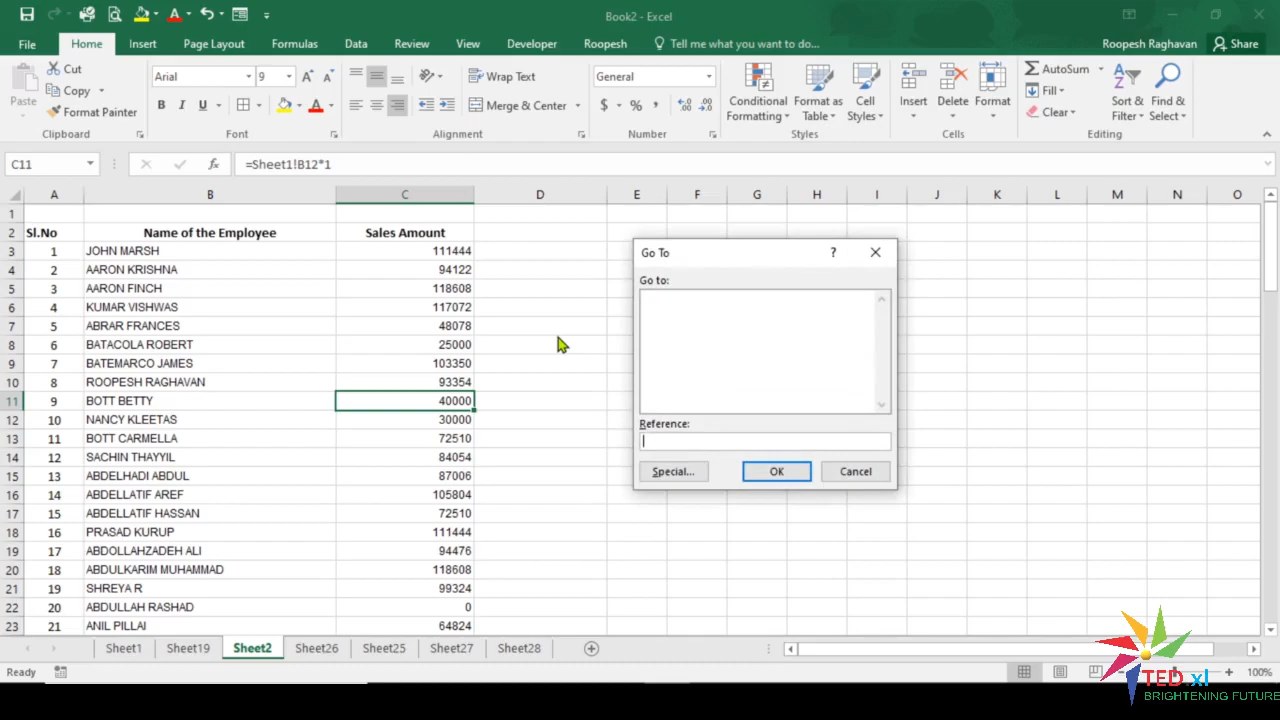 Book2 - Excel
File Home Insert Page Layout Formulas Data Review View Developer Roopesh Tell me what you want to do... Roopesh Raghavan Share
Paste
Cut
Copy
Format Painter
Clipboard
Arial 9
B I U
Font
Wrap Text
Merge & Center
Alignment
General
$ % ,
Number
Conditional Formatting
Format as Table
Cell Styles
Styles
Insert Delete Format
Cells
AutoSum
Fill
Clear
Sort & Filter
Find & Select
Editing
C11 fx =Sheet1!B12*1
A B C D E F G H I J K L M N O
1
2 Sl.No Name of the Employee Sales Amount
3 1 JOHN MARSH 111444
4 2 AARON KRISHNA 94122
5 3 AARON FINCH 118608
6 4 KUMAR VISHWAS 117072
7 5 ABRAR FRANCES 48078
8 6 BATACOLA ROBERT 25000
9 7 BATEMARCO JAMES 103350
10 8 ROOPESH RAGHAVAN 93354
11 9 BOTT BETTY 40000
12 10 NANCY KLEETAS 30000
13 11 BOTT CARMELLA 72510
14 12 SACHIN THAYYIL 84054
15 13 ABDELHADI ABDUL 87006
16 14 ABDELLATIF AREF 105804
17 15 ABDELLATIF HASSAN 72510
18 16 PRASAD KURUP 111444
19 17 ABDOLLAHZADEH ALI 94476
20 18 ABDULKARIM MUHAMMAD 118608
21 19 SHREYA R 99324
22 20 ABDULLAH RASHAD 0
23 21 ANIL PILLAI 64824
Go To ?
Go to:
Reference:
Special... OK Cancel
Sheet1 Sheet19 Sheet2 Sheet26 Sheet25 Sheet27 Sheet28
Ready 100%
TED.xl
BRIGHTENING FUTURE